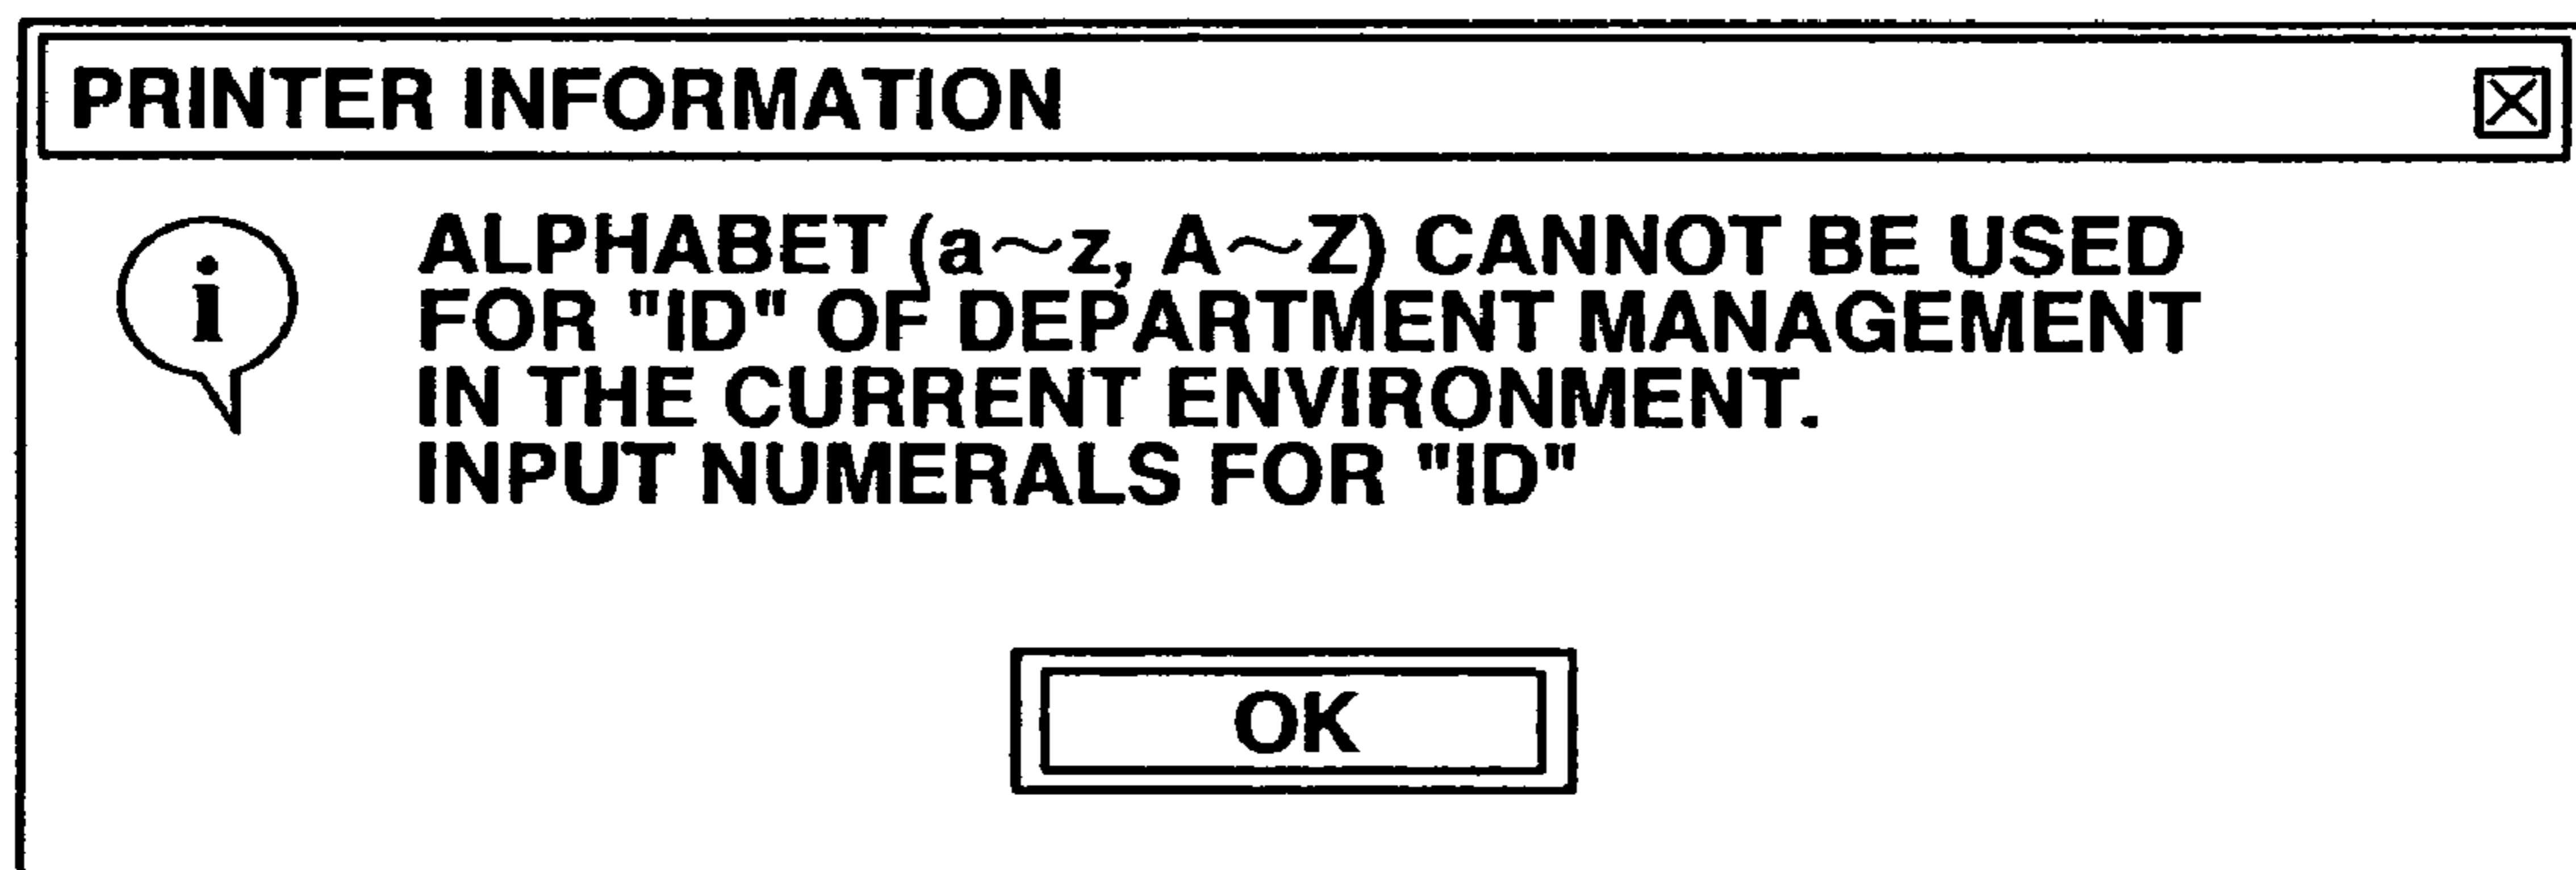 PRINTER INFORMATION
i
ALPHABET (a~z, A~Z) CANNOT BE USED
FOR "ID" OF DEPARTMENT MANAGEMENT
IN THE CURRENT ENVIRONMENT.
INPUT NUMERALS FOR "ID"
OK